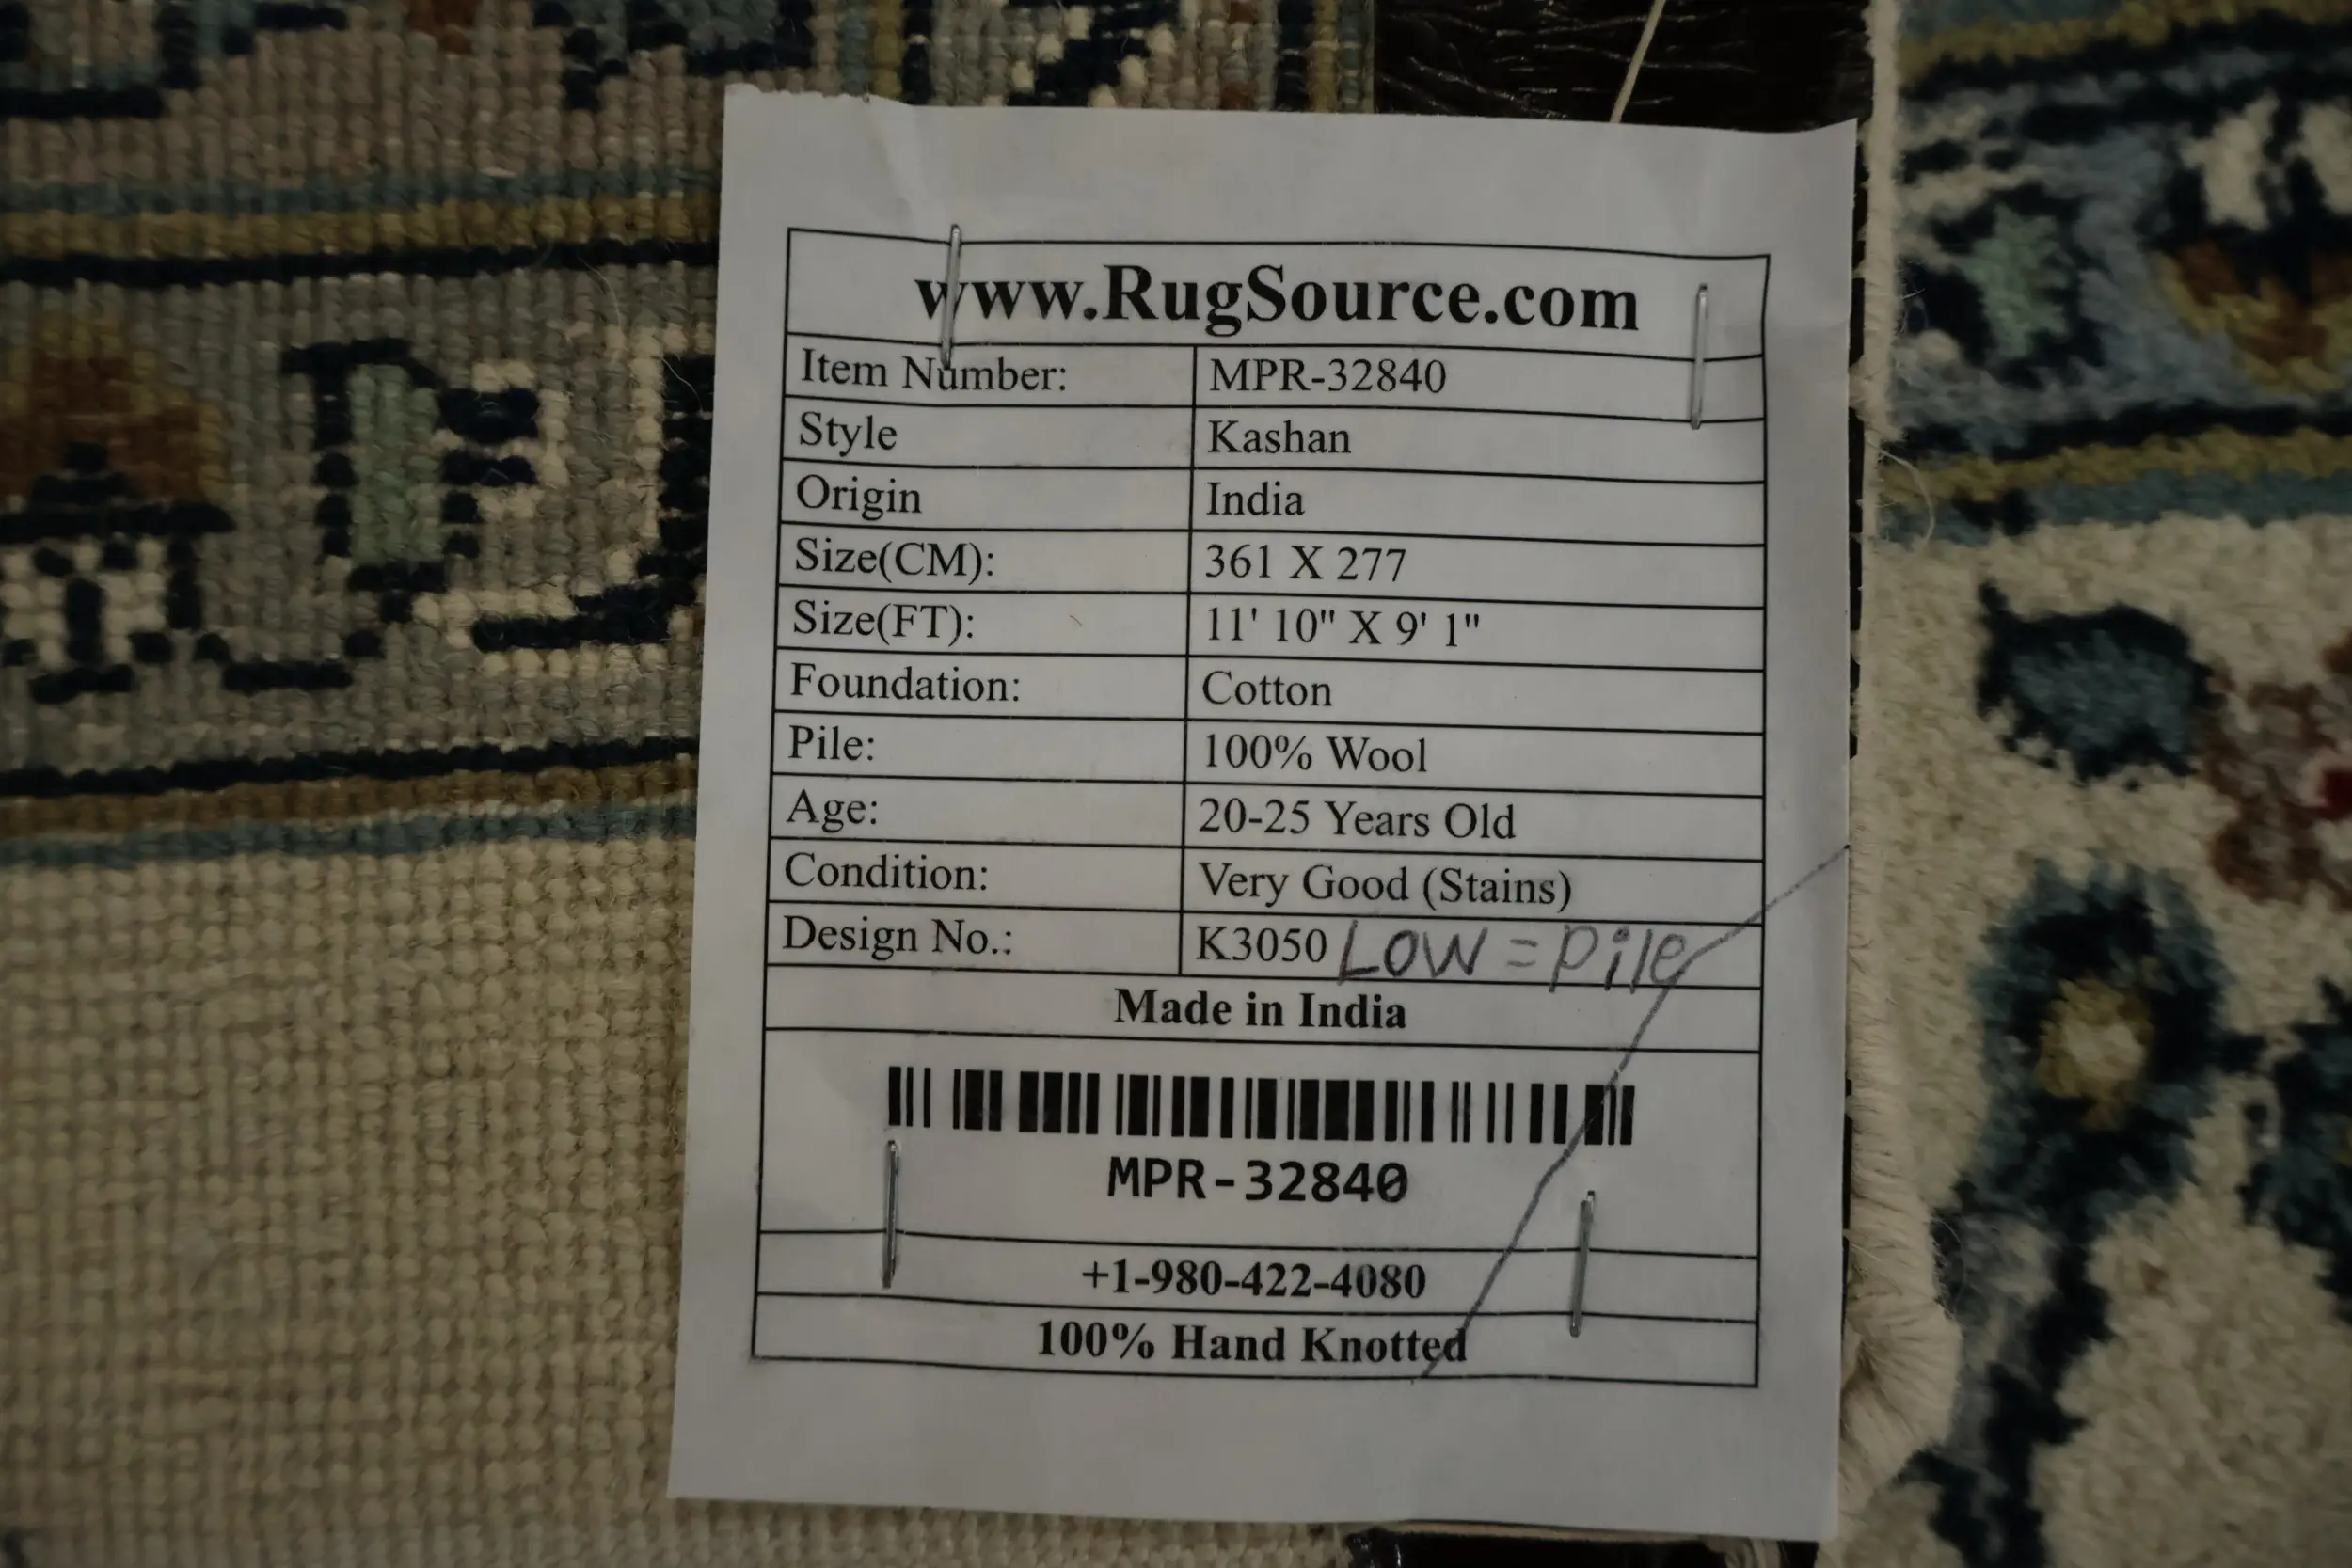 www.RugSource.com
Item Number: MPR-32840
Style Kashan
Origin India
Size(CM): 361 X 277
Size(FT): 11' 10" X 9' 1"
Foundation: Cotton
Pile: 100% Wool
Age: 20-25 Years Old
Condition: Very Good (Stains)
Design No.: K3050 LOW = Pile
Made in India
MPR-32840
+1-980-422-4080
100% Hand Knotted